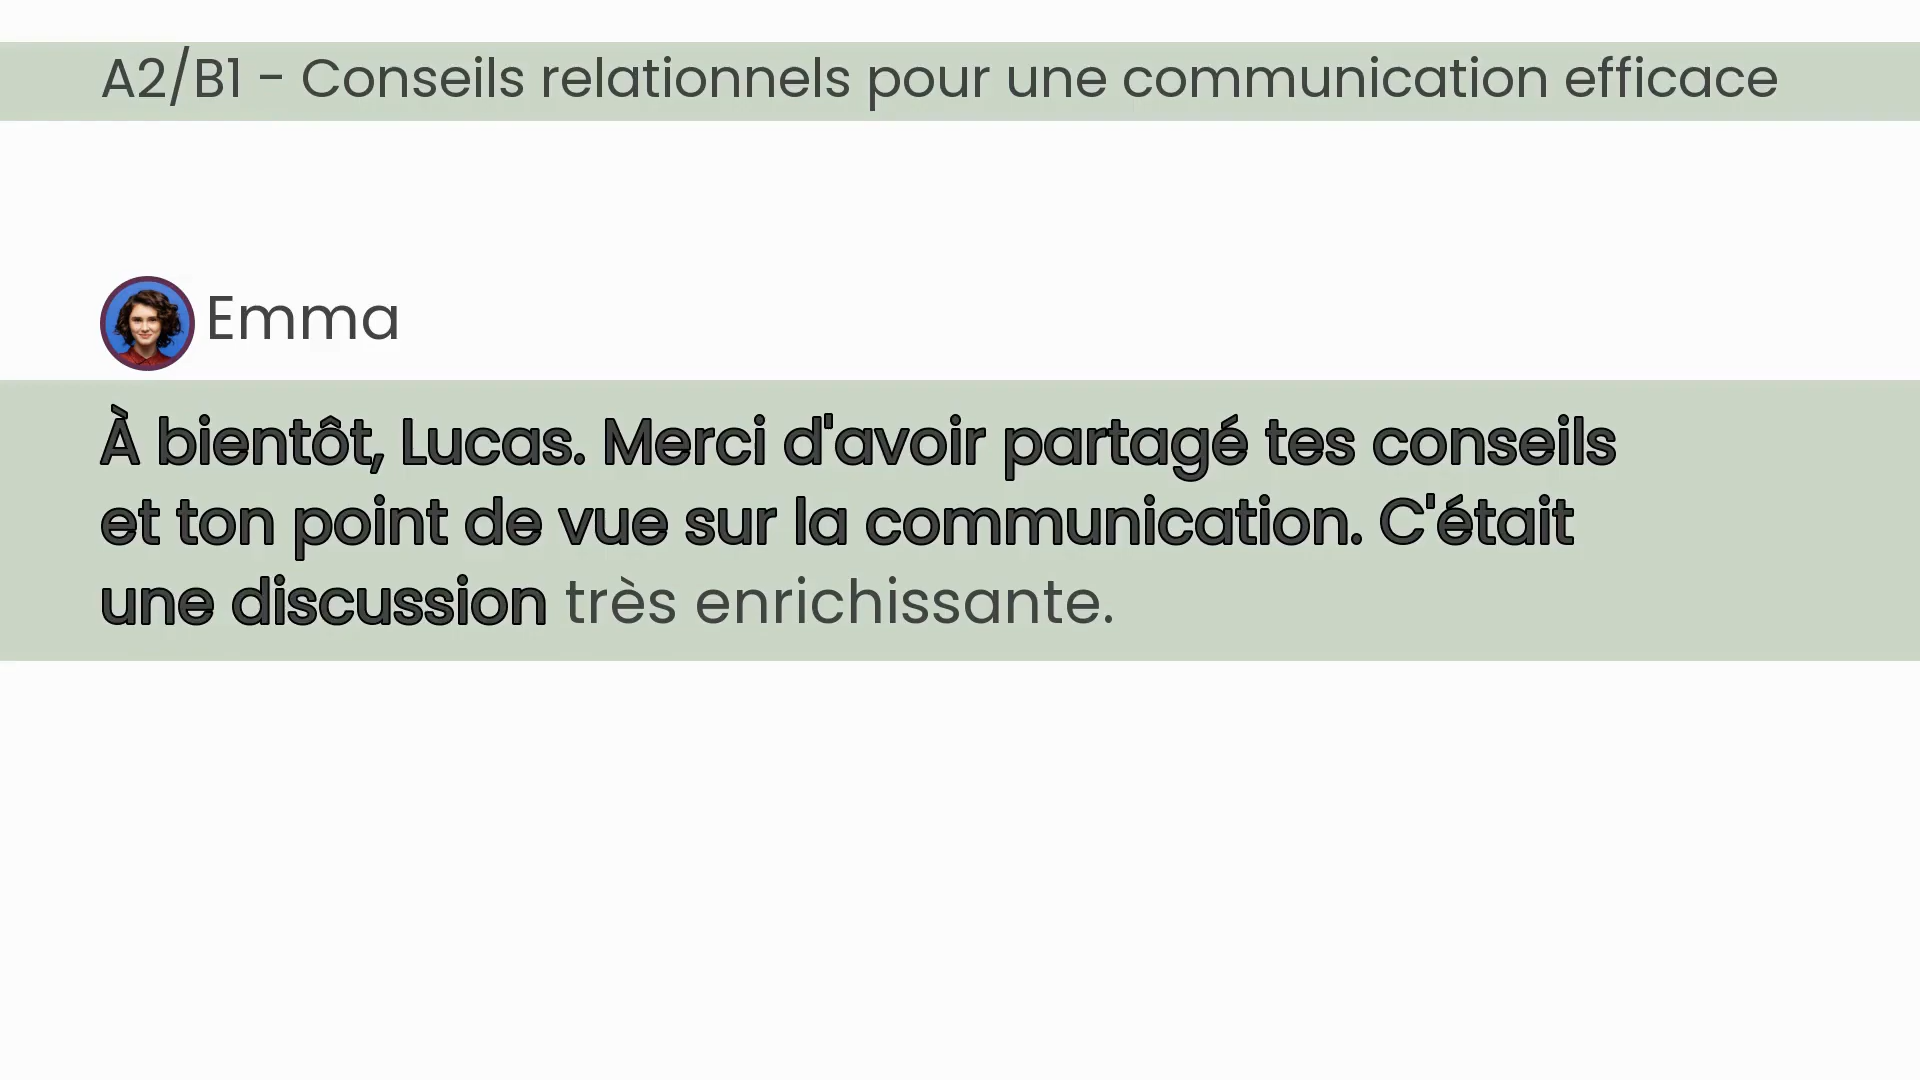 A2/B1 - Conseils relationnels pour une communication efficace
Emma
À bientôt, Lucas. Merci d'avoir partagé tes conseils
et ton point de vue sur la communication. C'était
une discussion très enrichissante.